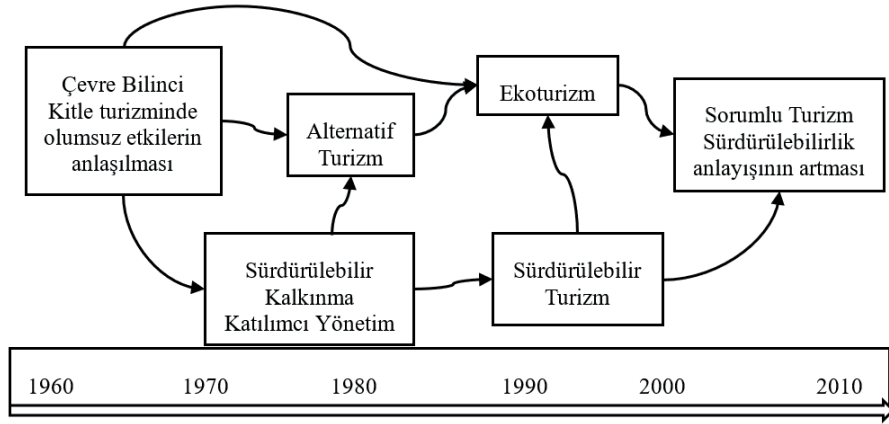 Çevre Bilinci
Kitle turizminde
olumsuz etkilerin
anlaşılması
Alternatif
Turizm
Ekoturizm
Sorumlu Turizm
Sürdürülebilirlik
anlayışının artması
Sürdürülebilir
Kalkınma
Katılımcı Yönetim
Sürdürülebilir
Turizm
1960 1970 1980 1990 2000 2010